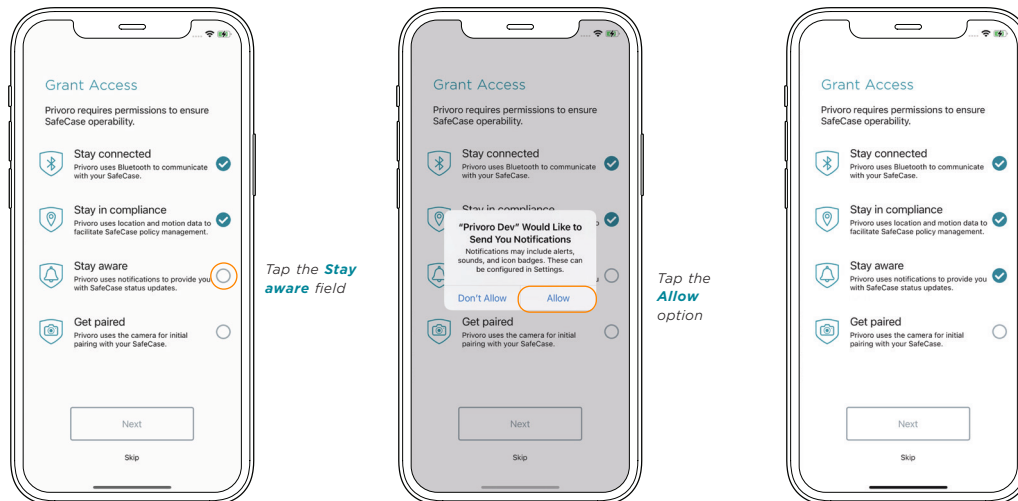 Grant Access
Privoro requires permissions to ensure
SafeCase operability.
Stay connected
Privoro uses Bluetooth to communicate
with your SafeCase.
Stay in compliance
Privoro uses location and motion data to
facilitate SafeCase policy management.
Stay aware
Privoro uses notifications to provide you
with SafeCase status updates.
Get paired
Privoro uses the camera for initial
pairing with your SafeCase.
Next
Skip
Tap the Stay
aware field
Grant Access
Privoro requires permissions to ensure
SafeCase operability.
Stay connected
Privoro uses Bluetooth to communicate
with your SafeCase.
Stay in compliance
"Privoro Dev" Would Like to
Send You Notifications
Notifications may include alerts,
sounds, and icon badges. These can
be configured in Settings.
Don't Allow
Allow
Get paired
Privoro uses the camera for initial
pairing with your SafeCase.
Next
Skip
Tap the
Allow
option
Grant Access
Privoro requires permissions to ensure
SafeCase operability.
Stay connected
Privoro uses Bluetooth to communicate
with your SafeCase.
Stay in compliance
Privoro uses location and motion data to
facilitate SafeCase policy management.
Stay aware
Privoro uses notifications to provide you
with SafeCase status updates.
Get paired
Privoro uses the camera for initial
pairing with your SafeCase.
Next
Skip